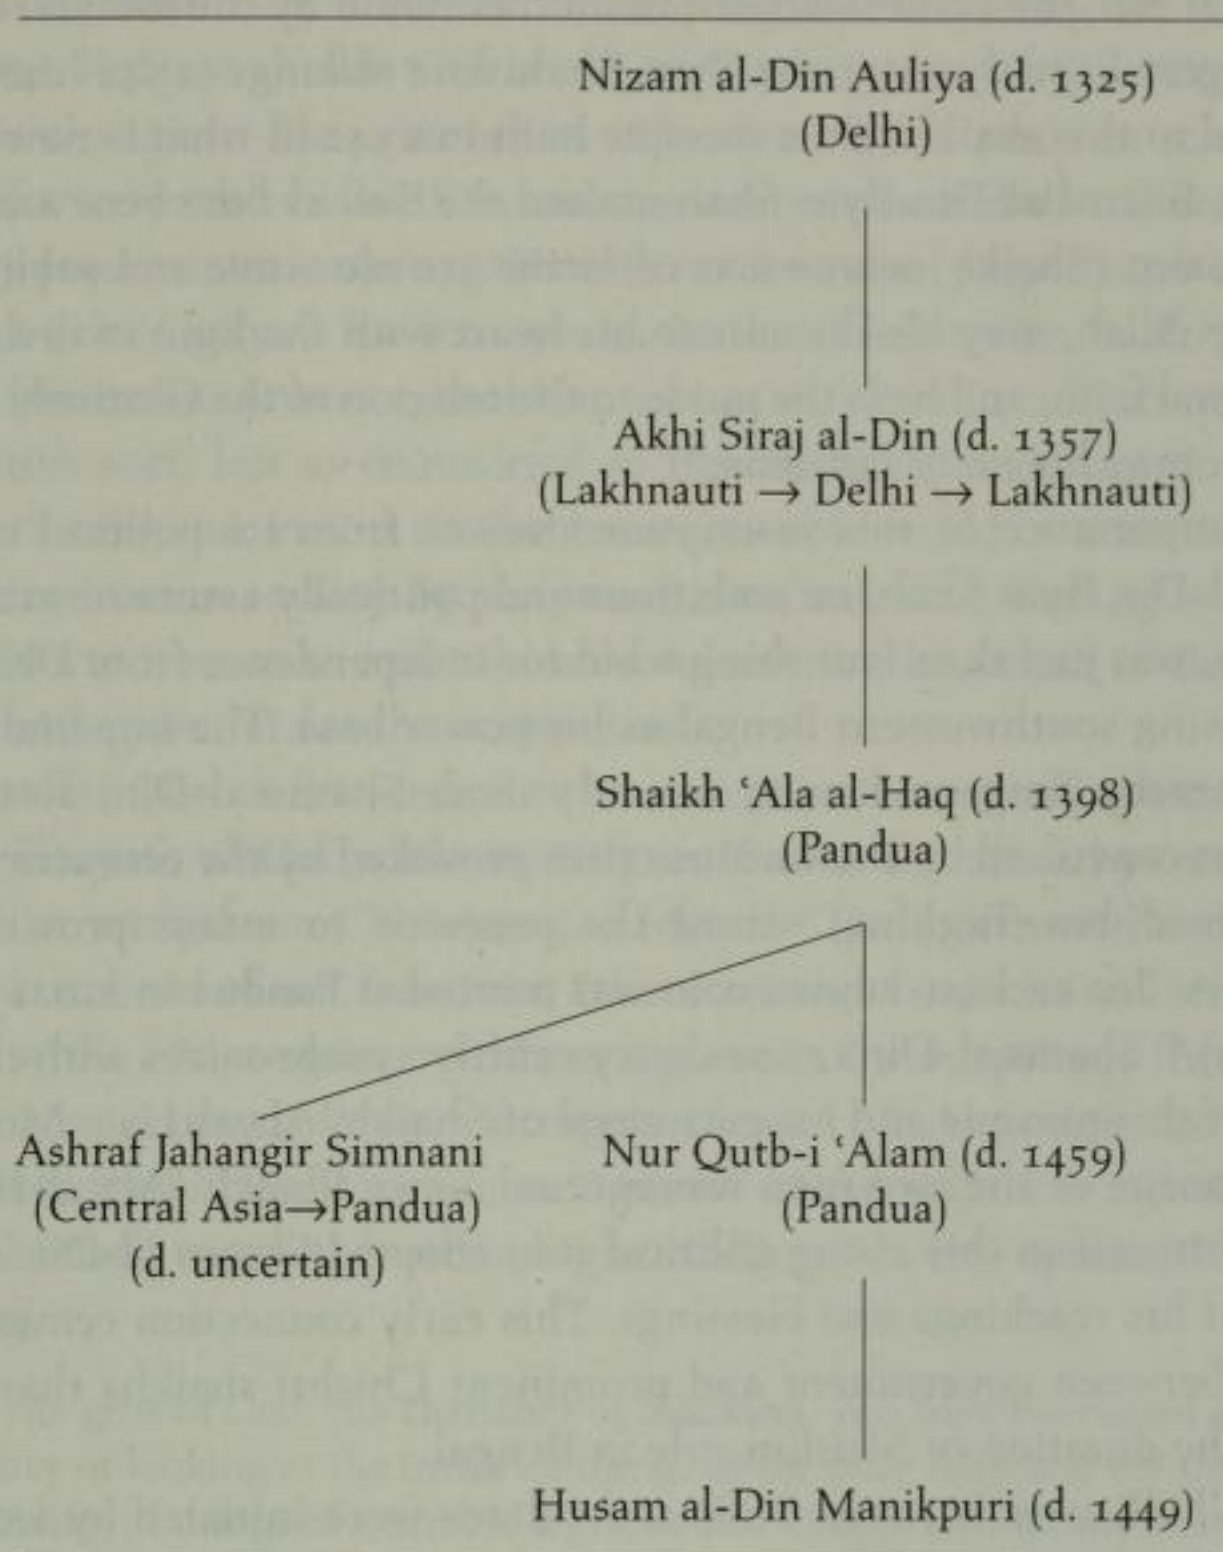 Nizam al-Din Auliya (d. 1325)
(Delhi)
Akhi Siraj al-Din (d. 1357)
(Lakhnauti → Delhi → Lakhnauti)
Shaikh ‘Ala al-Haq (d. 1398)
(Pandua)
Ashraf Jahangir Simnani
(Central Asia→Pandua)
(d. uncertain)
Nur Qutb-i ‘Alam (d. 1459)
(Pandua)
Husam al-Din Manikpuri (d. 1449)